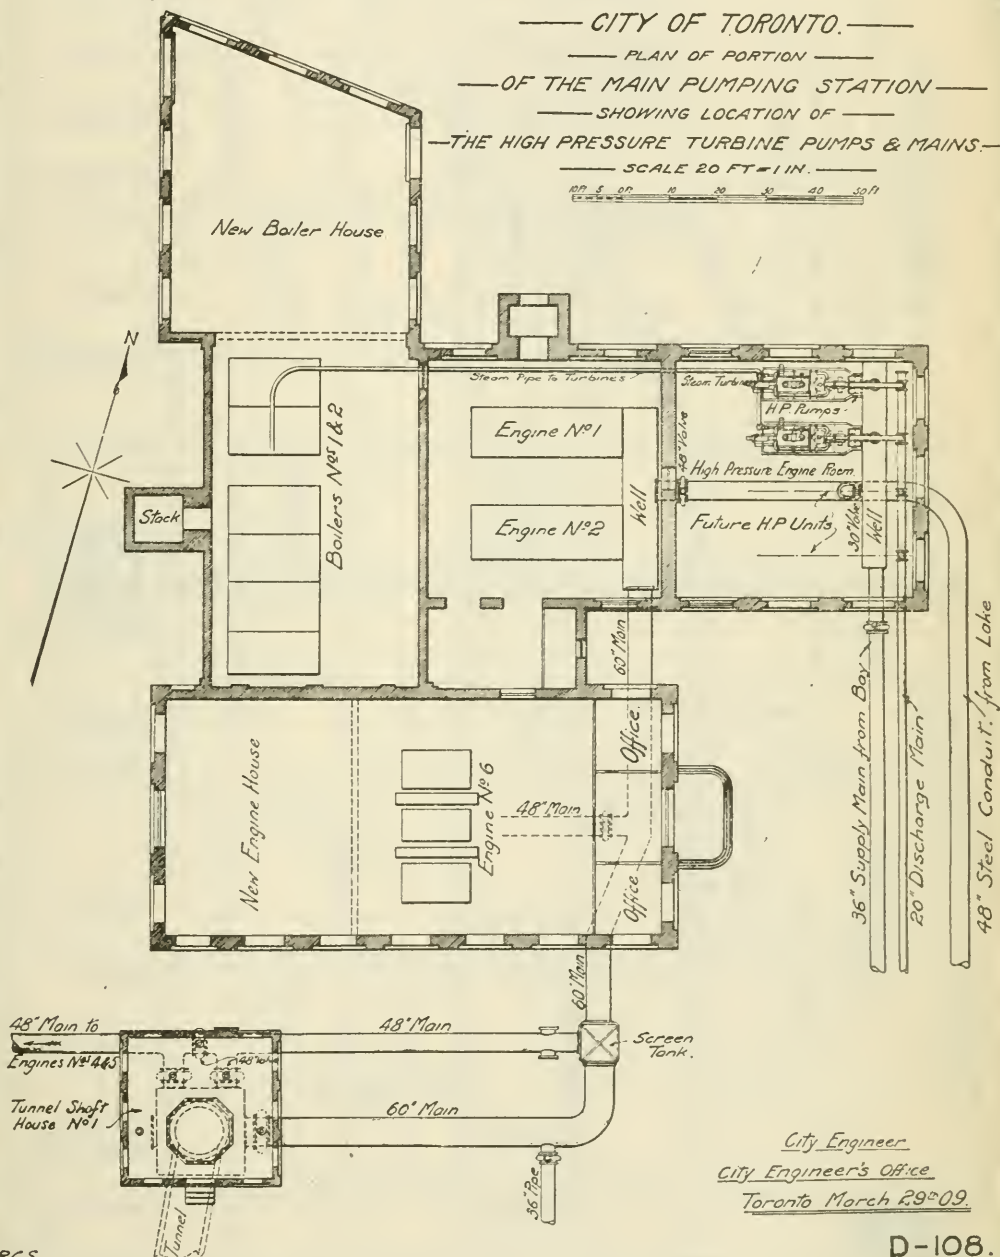 CITY OF TORONTO.
PLAN OF PORTION
OF THE MAIN PUMPING STATION
SHOWING LOCATION OF
THE HIGH PRESSURE TURBINE PUMPS & MAINS.
SCALE 20 FT = 1 IN.
10 Ft. 5 0 Ft. 10 20 30 40 50 Ft
New Boiler House
N
Steam Pipe to Turbines
Steam Turbines
H.P. Pumps
Boilers Nos 1 & 2
Engine No 1
48" Valve
High Pressure Engine Room
Stack
Engine No 2
Well
Future H.P. Units
30" Valve
Well
60" Main
36" Supply Main from Bay
20" Discharge Main
48" Steel Conduit from Lake
New Engine House
Engine No 6
48" Main
Office.
Office
60" Main
48" Main to
Engines Nos 4 & 5
48" Main
Screen
Tank.
Tunnel Shaft
House No 1
60" Main
36" Pipe
Tunnel
City Engineer
City Engineer's Office
Toronto March 29th 09.
D-108.